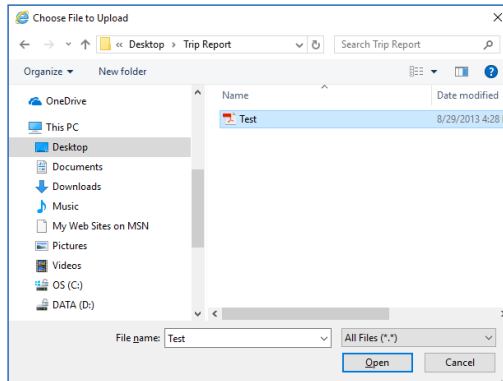 Choose File to Upload
« Desktop › Trip Report
Search Trip Report
Organize
New folder
Name
Date modified
OneDrive
This PC
Desktop
Documents
Downloads
Music
My Web Sites on MSN
Pictures
Videos
OS (C:)
DATA (D:)
Test
8/29/2013 4:28
File name:
Test
All Files (*.*)
Open
Cancel